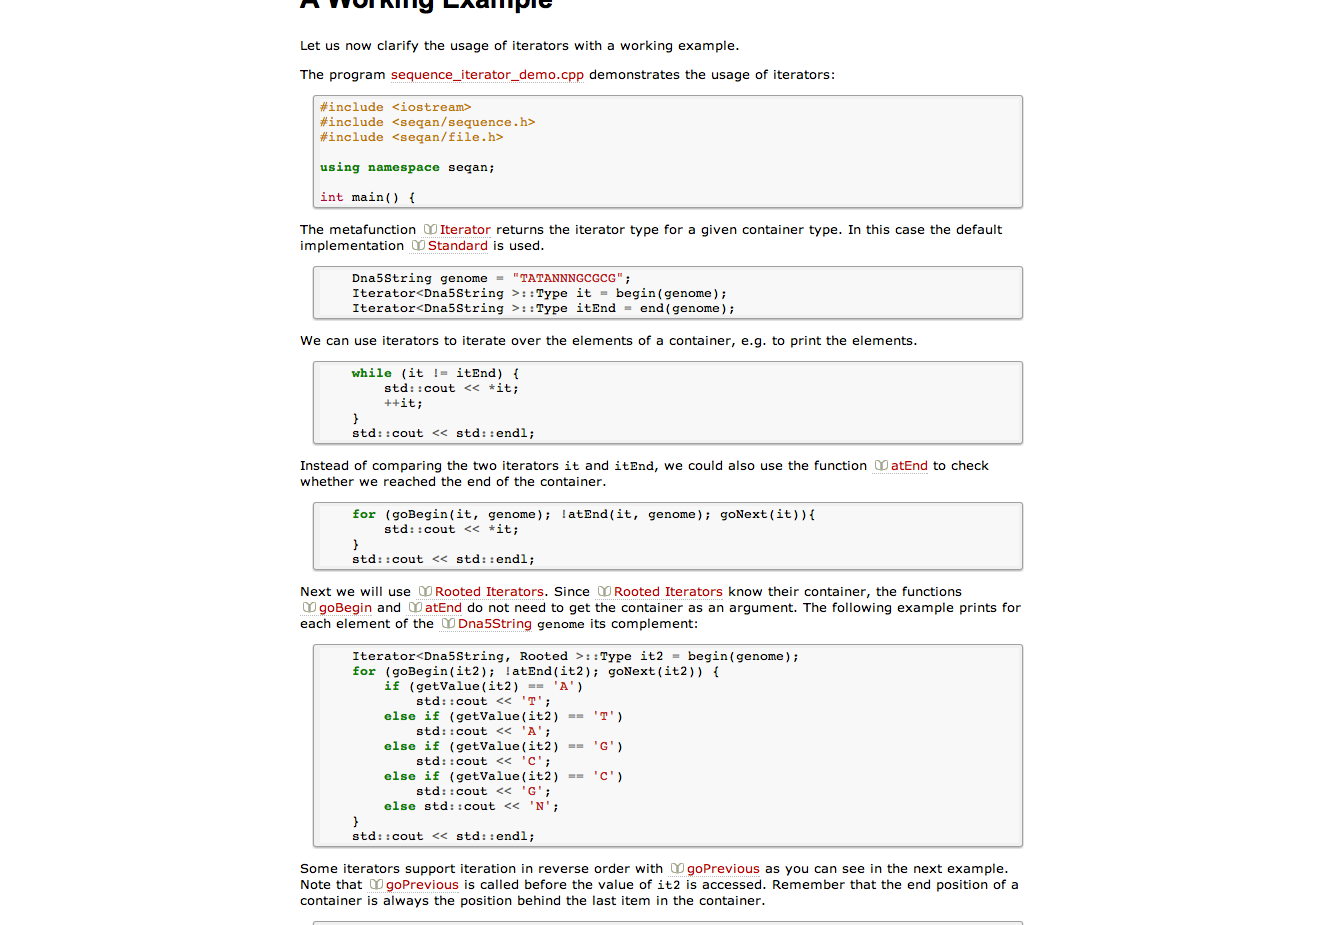 A Working Example
Let us now clarify the usage of iterators with a working example.
The program sequence_iterator_demo.cpp demonstrates the usage of iterators:
#include <iostream>
#include <seqan/sequence.h>
#include <seqan/file.h>
using namespace seqan;
int main() {
The metafunction Iterator returns the iterator type for a given container type. In this case the default
implementation Standard is used.
Dna5String genome = "TATANNNGCGCG";
Iterator<Dna5String >::Type it = begin(genome);
Iterator<Dna5String >::Type itEnd = end(genome);
We can use iterators to iterate over the elements of a container, e.g. to print the elements.
while (it != itEnd) {
std::cout << *it;
++it;
}
std::cout << std::endl;
Instead of comparing the two iterators it and itEnd, we could also use the function atEnd to check
whether we reached the end of the container.
for (goBegin(it, genome); !atEnd(it, genome); goNext(it)){
std::cout << *it;
}
std::cout << std::endl;
Next we will use Rooted Iterators. Since Rooted Iterators know their container, the functions
goBegin and atEnd do not need to get the container as an argument. The following example prints for
each element of the Dna5String genome its complement:
Iterator<Dna5String, Rooted >::Type it2 = begin(genome);
for (goBegin(it2); !atEnd(it2); goNext(it2)) {
if (getValue(it2) == 'A')
std::cout << 'T';
else if (getValue(it2) == 'T')
std::cout << 'A';
else if (getValue(it2) == 'G')
std::cout << 'C';
else if (getValue(it2) == 'C')
std::cout << 'G';
else std::cout << 'N';
}
std::cout << std::endl;
Some iterators support iteration in reverse order with goPrevious as you can see in the next example.
Note that goPrevious is called before the value of it2 is accessed. Remember that the end position of a
container is always the position behind the last item in the container.